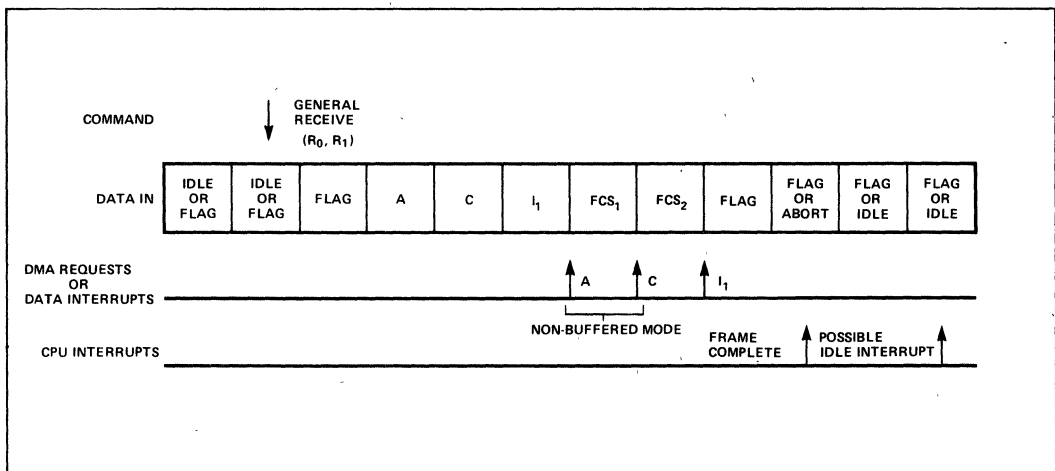 COMMAND
GENERAL
RECEIVE
(R₀, R₁)
DATA IN
IDLE
OR
FLAG
IDLE
OR
FLAG
FLAG
A
C
I₁
FCS₁
FCS₂
FLAG
FLAG
OR
ABORT
FLAG
OR
IDLE
FLAG
OR
IDLE
DMA REQUESTS
OR
DATA INTERRUPTS
A
C
I₁
NON-BUFFERED MODE
CPU INTERRUPTS
FRAME
COMPLETE
POSSIBLE
IDLE INTERRUPT